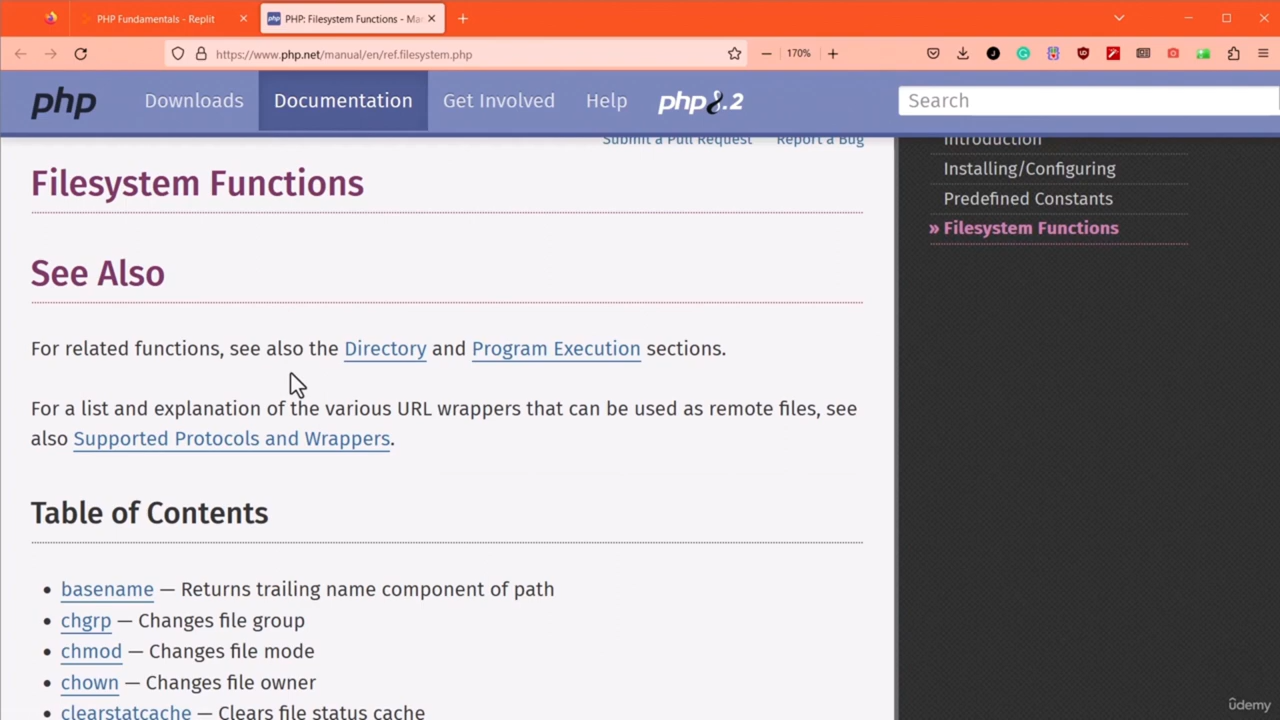 PHP Fundamentals - Replit
PHP: Filesystem Functions - Ma
https://www.php.net/manual/en/ref.filesystem.php
170%
php
Downloads
Documentation
Get Involved
Help
php8.2
Search
Submit a Pull Request
Report a Bug
Filesystem Functions
See Also
For related functions, see also the Directory and Program Execution sections.
For a list and explanation of the various URL wrappers that can be used as remote files, see
also Supported Protocols and Wrappers.
Table of Contents
• basename — Returns trailing name component of path
• chgrp — Changes file group
• chmod — Changes file mode
• chown — Changes file owner
clearstatcache — Clears file status cache
Introduction
Installing/Configuring
Predefined Constants
» Filesystem Functions
ûdemy